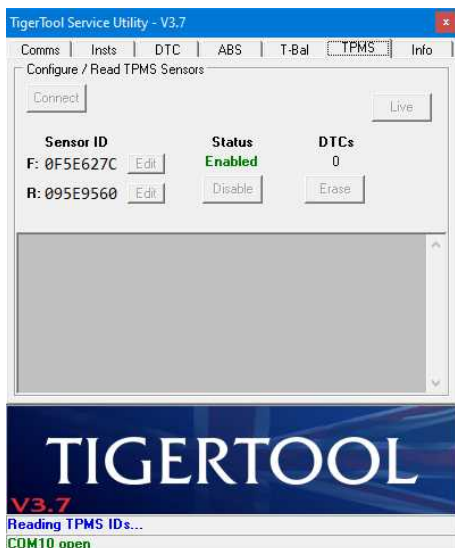 TigerTool Service Utility - V3.7
x
Comms Insts DTC ABS T-Bal TPMS Info
Configure / Read TPMS Sensors
Connect
Live
Sensor ID Status DTCs
F: 0F5E627C Edit Enabled 0
R: 095E9560 Edit Disable Erase
TIGERTOOL
V3.7
Reading TPMS IDs...
COM10 open